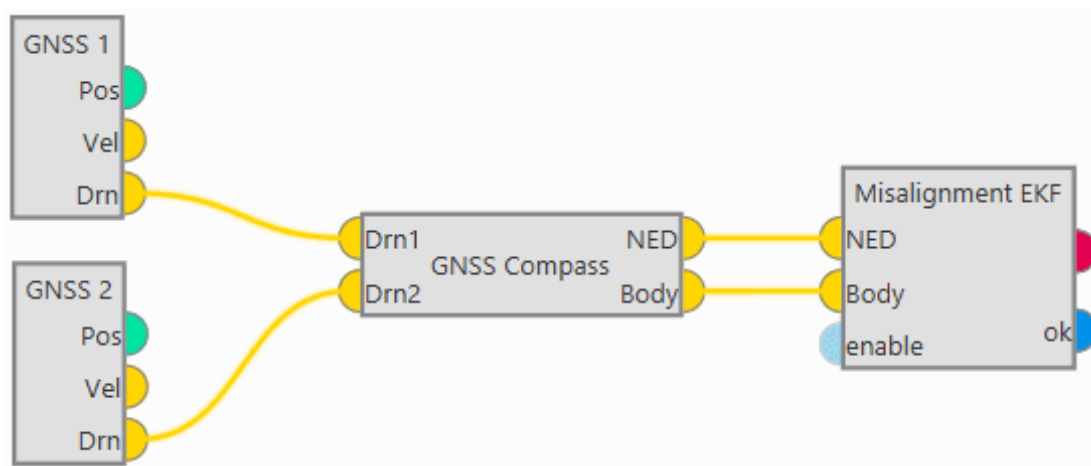 GNSS 1
Pos
Vel
Drn
GNSS 2
Pos
Vel
Drn
Drn1
NED
GNSS Compass
Drn2
Body
Misalignment EKF
NED
Body
enable
ok